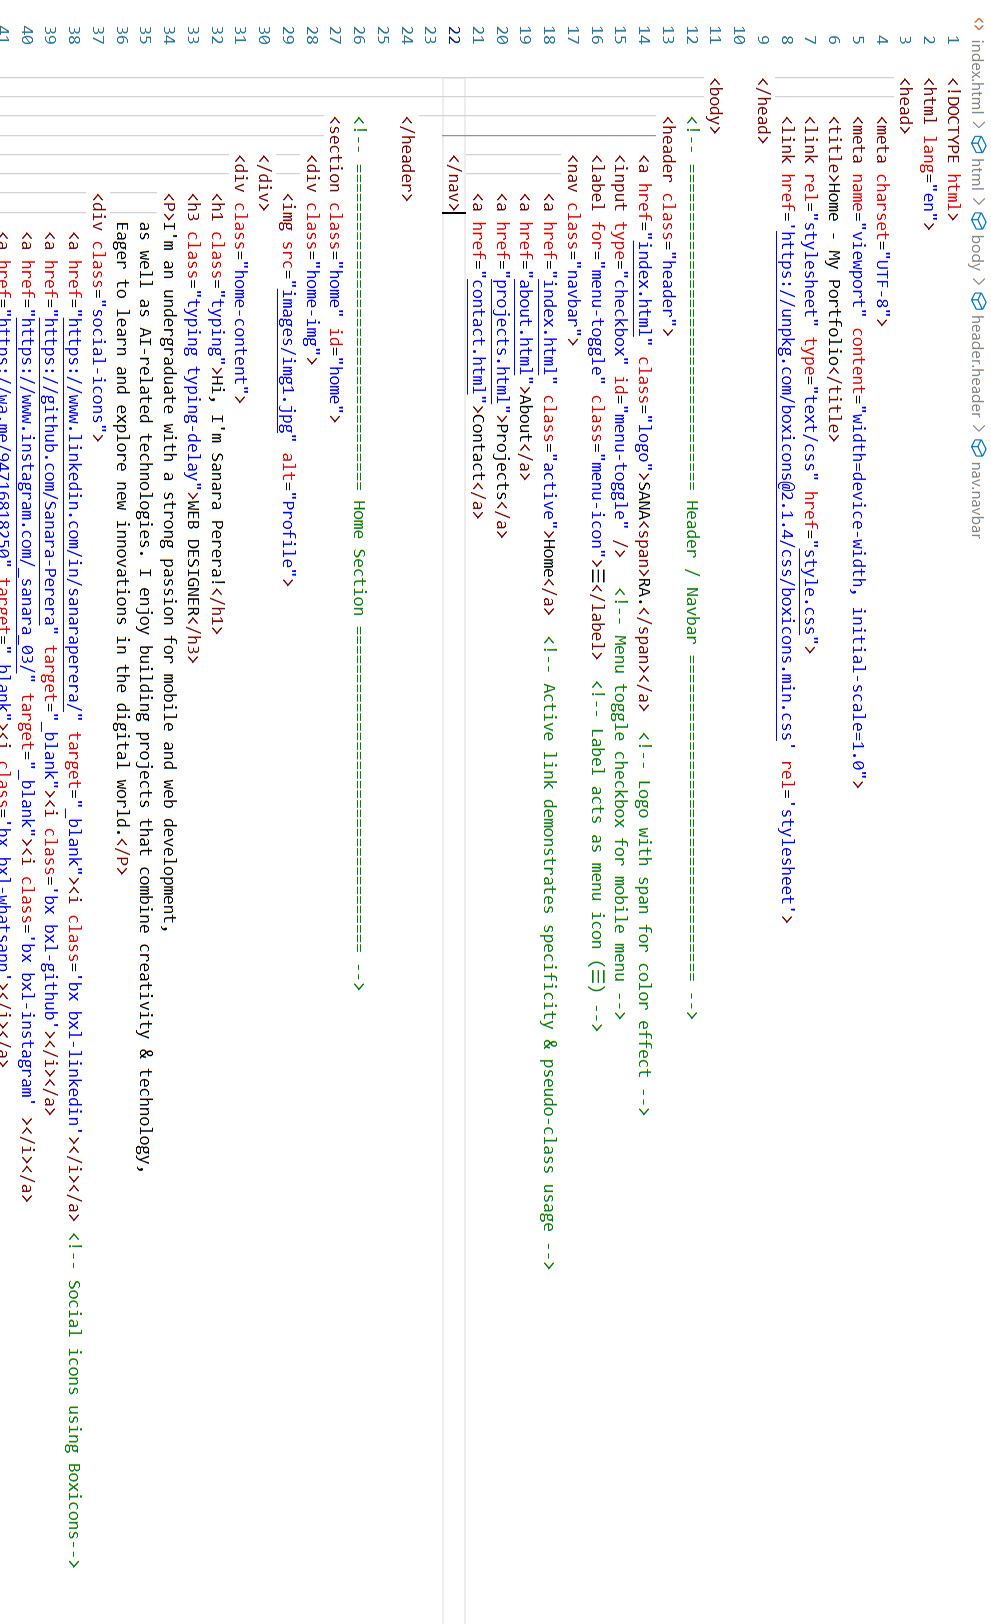 index.html > html > body > header.header > nav.navbar
1 <!DOCTYPE html>
2 <html lang="en">
3 <head>
4 <meta charset="UTF-8">
5 <meta name="viewport" content="width=device-width, initial-scale=1.0">
6 <title>Home - My Portfolio</title>
7 <link rel="stylesheet" type="text/css" href="style.css">
8 <link href='https://unpkg.com/boxicons@2.1.4/css/boxicons.min.css' rel='stylesheet'>
9 </head>
10
11 <body>
12 <!-- ================================== Header / Navbar ================================== -->
13 <header class="header">
14 <a href="index.html" class="logo">SANA<span>RA.</span></a> <!-- Logo with span for color effect -->
15 <input type="checkbox" id="menu-toggle" /> <!-- Menu toggle checkbox for mobile menu -->
16 <label for="menu-toggle" class="menu-icon">☰</label> <!-- Label acts as menu icon (☰) -->
17 <nav class="navbar">
18 <a href="index.html" class="active">Home</a> <!-- Active link demonstrates specificity & pseudo-class usage -->
19 <a href="about.html">About</a>
20 <a href="projects.html">Projects</a>
21 <a href="contact.html">Contact</a>
22 </nav>
23
24 </header>
25
26 <!-- ================================== Home Section ================================== -->
27 <section class="home" id="home">
28 <div class="home-img">
29 <img src="images/img1.jpg" alt="Profile">
30 </div>
31 <div class="home-content">
32 <h1 class="typing">Hi, I'm Sanara Perera!</h1>
33 <h3 class="typing typing-delay">WEB DESIGNER</h3>
34 <P>I'm an undergraduate with a strong passion for mobile and web development,
35 as well as AI-related technologies. I enjoy building projects that combine creativity & technology,
36 Eager to learn and explore new innovations in the digital world.</P>
37 <div class="social-icons">
38 <a href="https://www.linkedin.com/in/sanaraperera/" target="_blank"><i class='bx bxl-linkedin'></i></a> <!-- Social icons using Boxicons-->
39 <a href="https://github.com/Sanara-Perera" target="_blank"><i class='bx bxl-github'></i></a>
40 <a href="https://www.instagram.com/_sanara_03/" target="_blank"><i class='bx bxl-instagram' ></i></a>
41 <a href="https://wa.me/94716818250" target="_blank"><i class='bx bxl-whatsapp'></i></a>